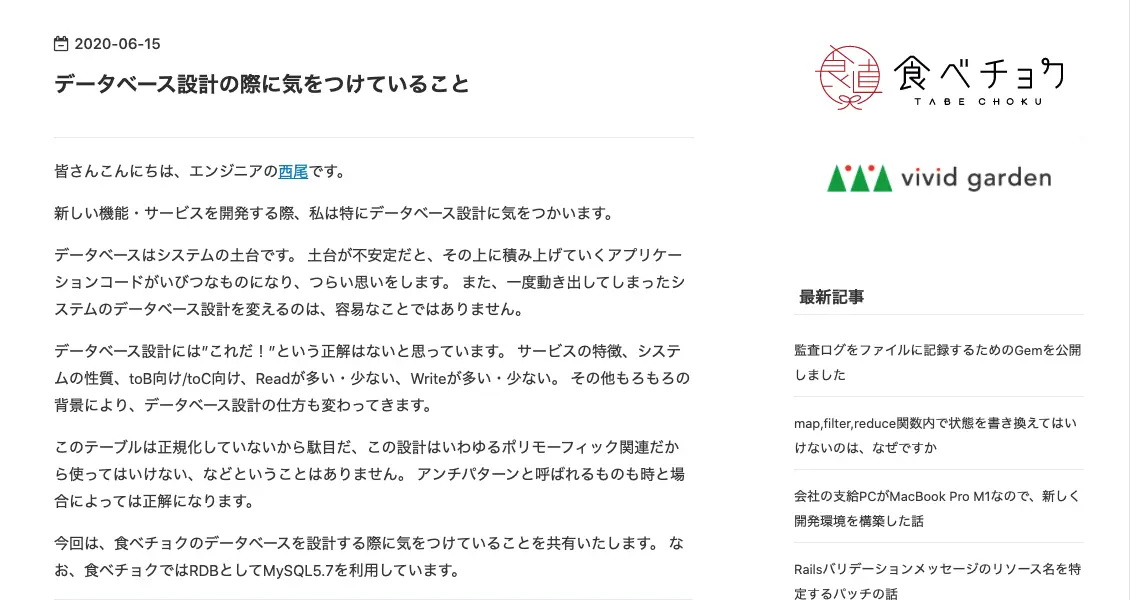 2020-06-15
データベース設計の際に気をつけていること
皆さんこんにちは、エンジニアの西尾です。
新しい機能・サービスを開発する際、私は特にデータベース設計に気をつかいます。
データベースはシステムの土台です。 土台が不安定だと、その上に積み上げていくアプリケー
ションコードがいびつなものになり、つらい思いをします。 また、一度動き出してしまったシ
ステムのデータベース設計を変えるのは、容易なことではありません。
データベース設計には”これだ！”という正解はないと思っています。 サービスの特徴、システ
ムの性質、toB向け/toC向け、Readが多い・少ない、Writeが多い・少ない。 その他もろもろの
背景により、データベース設計の仕方も変わってきます。
このテーブルは正規化していないから駄目だ、この設計はいわゆるポリモーフィック関連だか
ら使ってはいけない、などということはありません。 アンチパターンと呼ばれるものも時と場
合によっては正解になります。
今回は、食べチョクのデータベースを設計する際に気をつけていることを共有いたします。 な
お、食べチョクではRDBとしてMySQL5.7を利用しています。
食直
食べチョク
TABE CHOKU
vivid garden
最新記事
監査ログをファイルに記録するためのGemを公開
しました
map,filter,reduce関数内で状態を書き換えてはい
けないのは、なぜですか
会社の支給PCがMacBook Pro M1なので、新しく
開発環境を構築した話
Railsバリデーションメッセージのリソース名を特
定するパッチの話